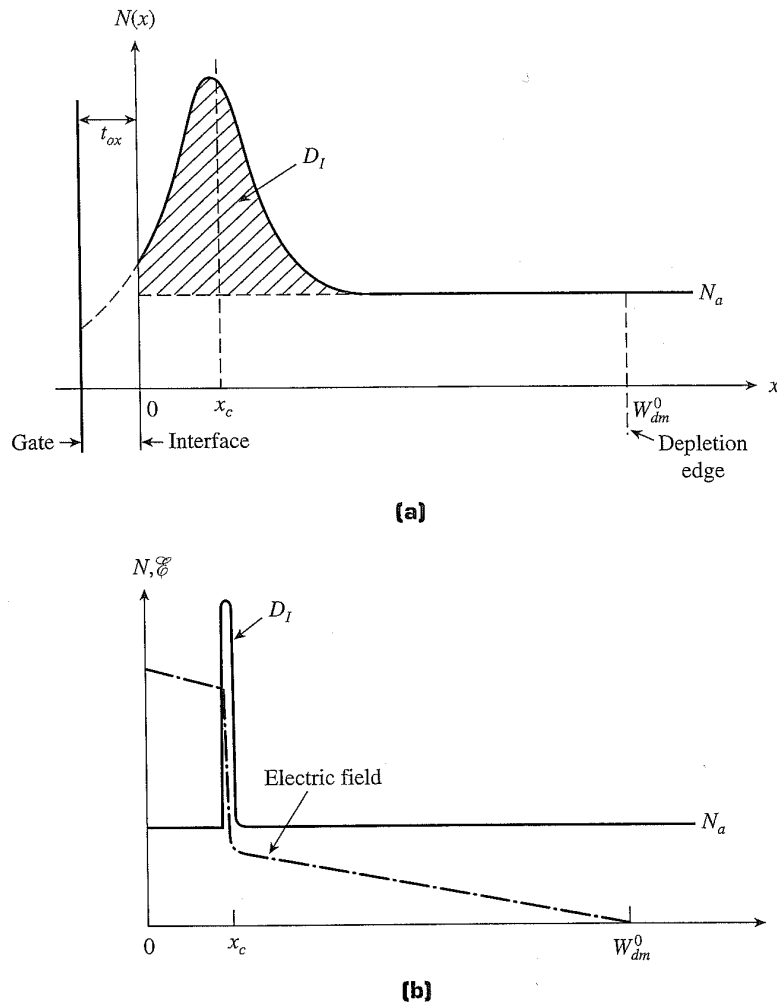 N(x)
t_ox
D_I
N_a
x
0
x_c
W_dm^0
Gate
Interface
Depletion
edge
(a)
N, ℰ
D_I
Electric field
N_a
0
x_c
W_dm^0
(b)